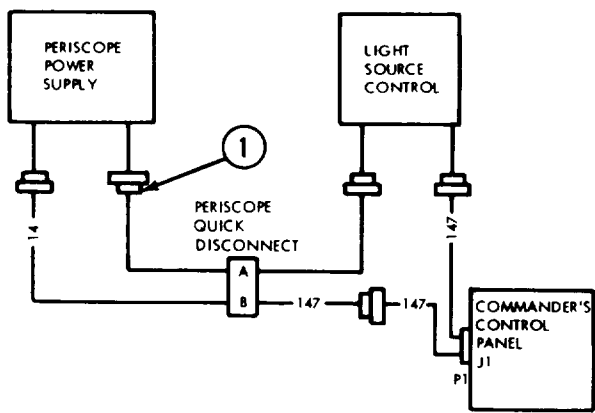 PERISCOPE
POWER
SUPPLY
LIGHT
SOURCE
CONTROL
1
14
147
PERISCOPE
QUICK
DISCONNECT
A
B
147
147
COMMANDER'S
CONTROL
PANEL
J1
P1